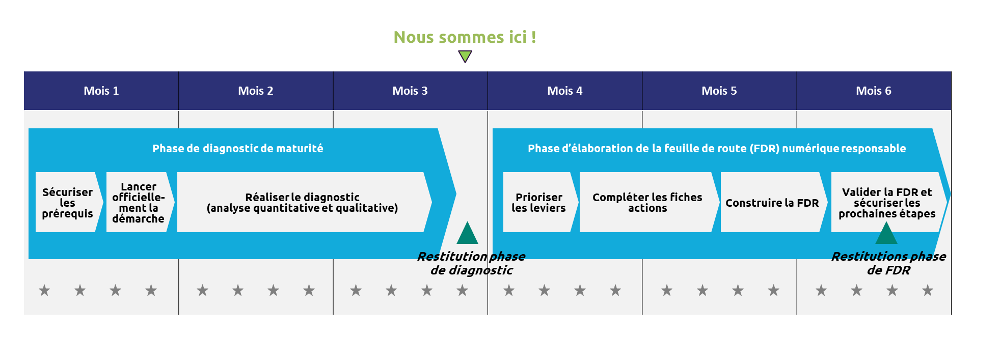 Nous sommes ici !
Mois 1
Mois 2
Mois 3
Mois 4
Mois 5
Mois 6
Phase de diagnostic de maturité
Phase d’élaboration de la feuille de route (FDR) numérique responsable
Sécuriser
les
prérequis
Lancer
officielle-
ment la
démarche
Réaliser le diagnostic
(analyse quantitative et qualitative)
Prioriser
les leviers
Compléter les fiches
actions
Construire la FDR
Valider la FDR et
sécuriser les
prochaines étapes
Restitution phase
de diagnostic
Restitutions phase
de FDR